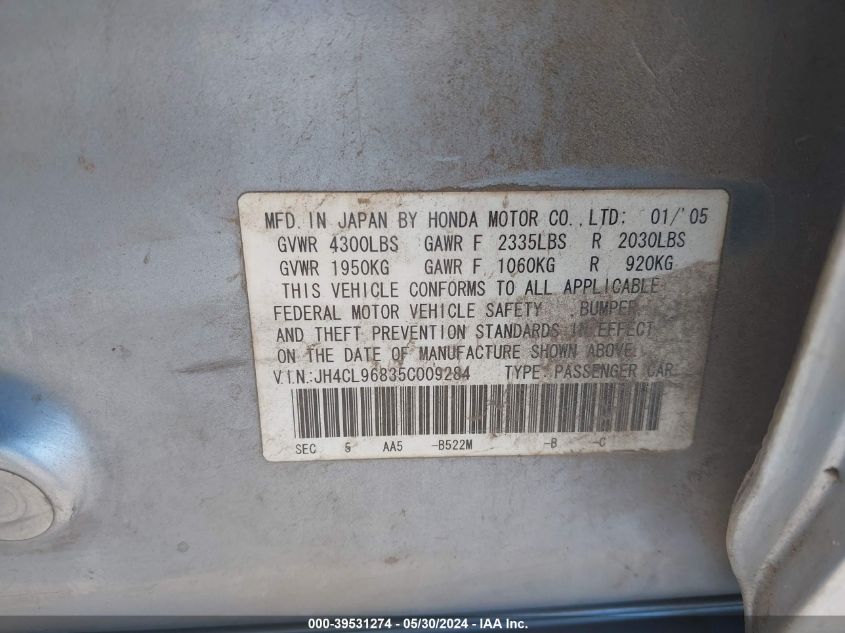 MFD. IN JAPAN BY HONDA MOTOR CO., LTD: 01/'05
GVWR 4300LBS GAWR F 2335LBS R 2030LBS
GVWR 1950KG GAWR F 1060KG R 920KG
THIS VEHICLE CONFORMS TO ALL APPLICABLE
FEDERAL MOTOR VEHICLE SAFETY , BUMPER
AND THEFT PREVENTION STANDARDS IN EFFECT
ON THE DATE OF MANUFACTURE SHOWN ABOVE.
V.I.N.:JH4CL96835C009284 TYPE PASSENGER CAR
SEC 5 AA5 -B522M -B -C
000-39531274 - 05/30/2024 - IAA Inc.